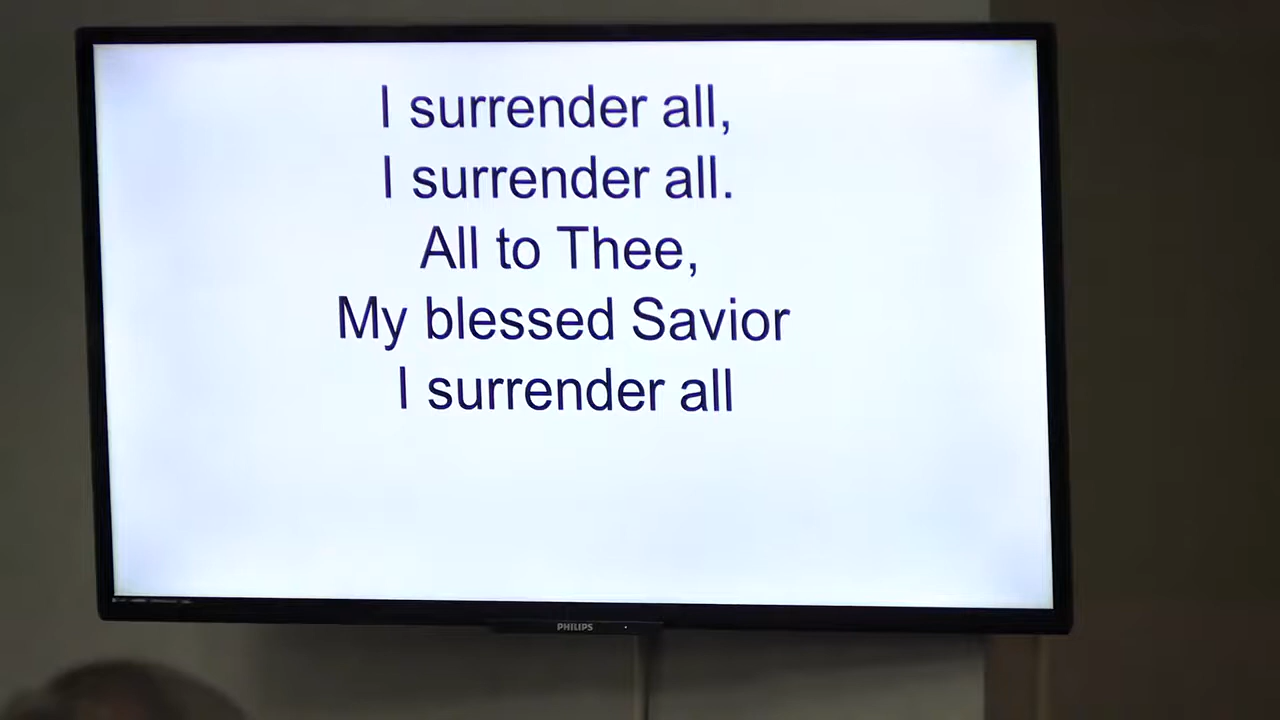 I surrender all,
I surrender all.
All to Thee,
My blessed Savior
I surrender all
PHILIPS